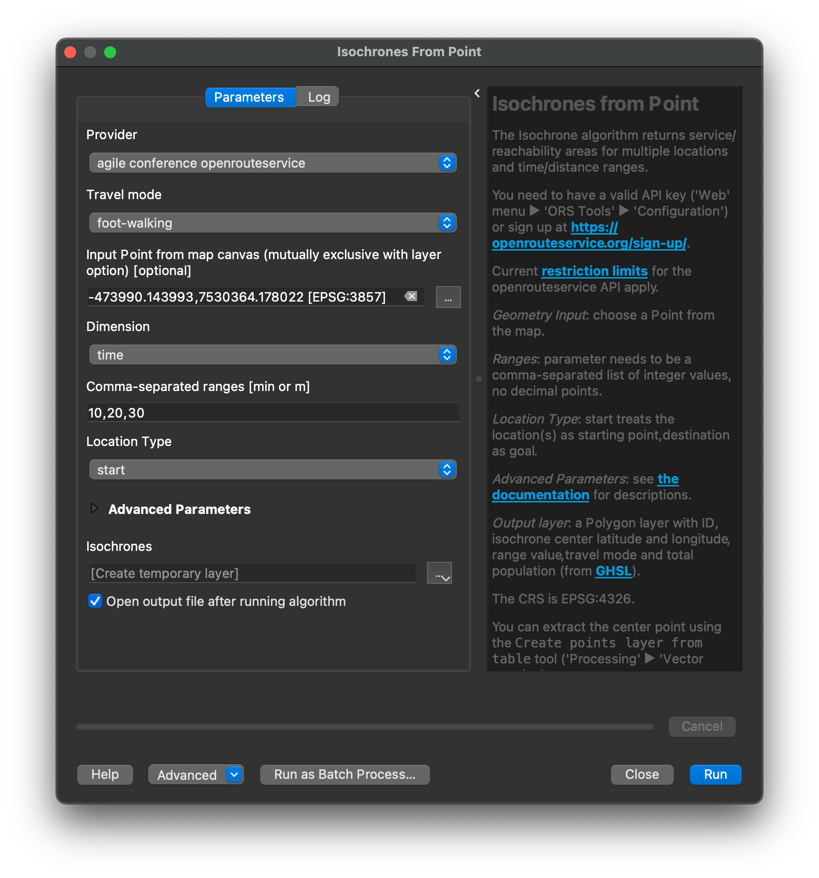 Isochrones From Point
Parameters
Log
Provider
agile conference openrouteservice
Travel mode
foot-walking
Input Point from map canvas (mutually exclusive with layer
option) [optional]
-473990.143993,7530364.178022 [EPSG:3857]
...
Dimension
time
Comma-separated ranges [min or m]
10,20,30
Location Type
start
Advanced Parameters
Isochrones
[Create temporary layer]
...
Open output file after running algorithm
Isochrones from Point
The Isochrone algorithm returns service/
reachability areas for multiple locations
and time/distance ranges.
You need to have a valid API key ('Web'
menu ▶ 'ORS Tools' ▶ 'Configuration')
or sign up at https://
openrouteservice.org/sign-up/.
Current restriction limits for the
openrouteservice API apply.
Geometry Input: choose a Point from
the map.
Ranges: parameter needs to be a
comma-separated list of integer values,
no decimal points.
Location Type: start treats the
location(s) as starting point,destination
as goal.
Advanced Parameters: see the
documentation for descriptions.
Output layer: a Polygon layer with ID,
isochrone center latitude and longitude,
range value,travel mode and total
population (from GHSL).
The CRS is EPSG:4326.
You can extract the center point using
the Create points layer from
table tool ('Processing' ▶ 'Vector
Cancel
Help
Advanced
Run as Batch Process...
Close
Run